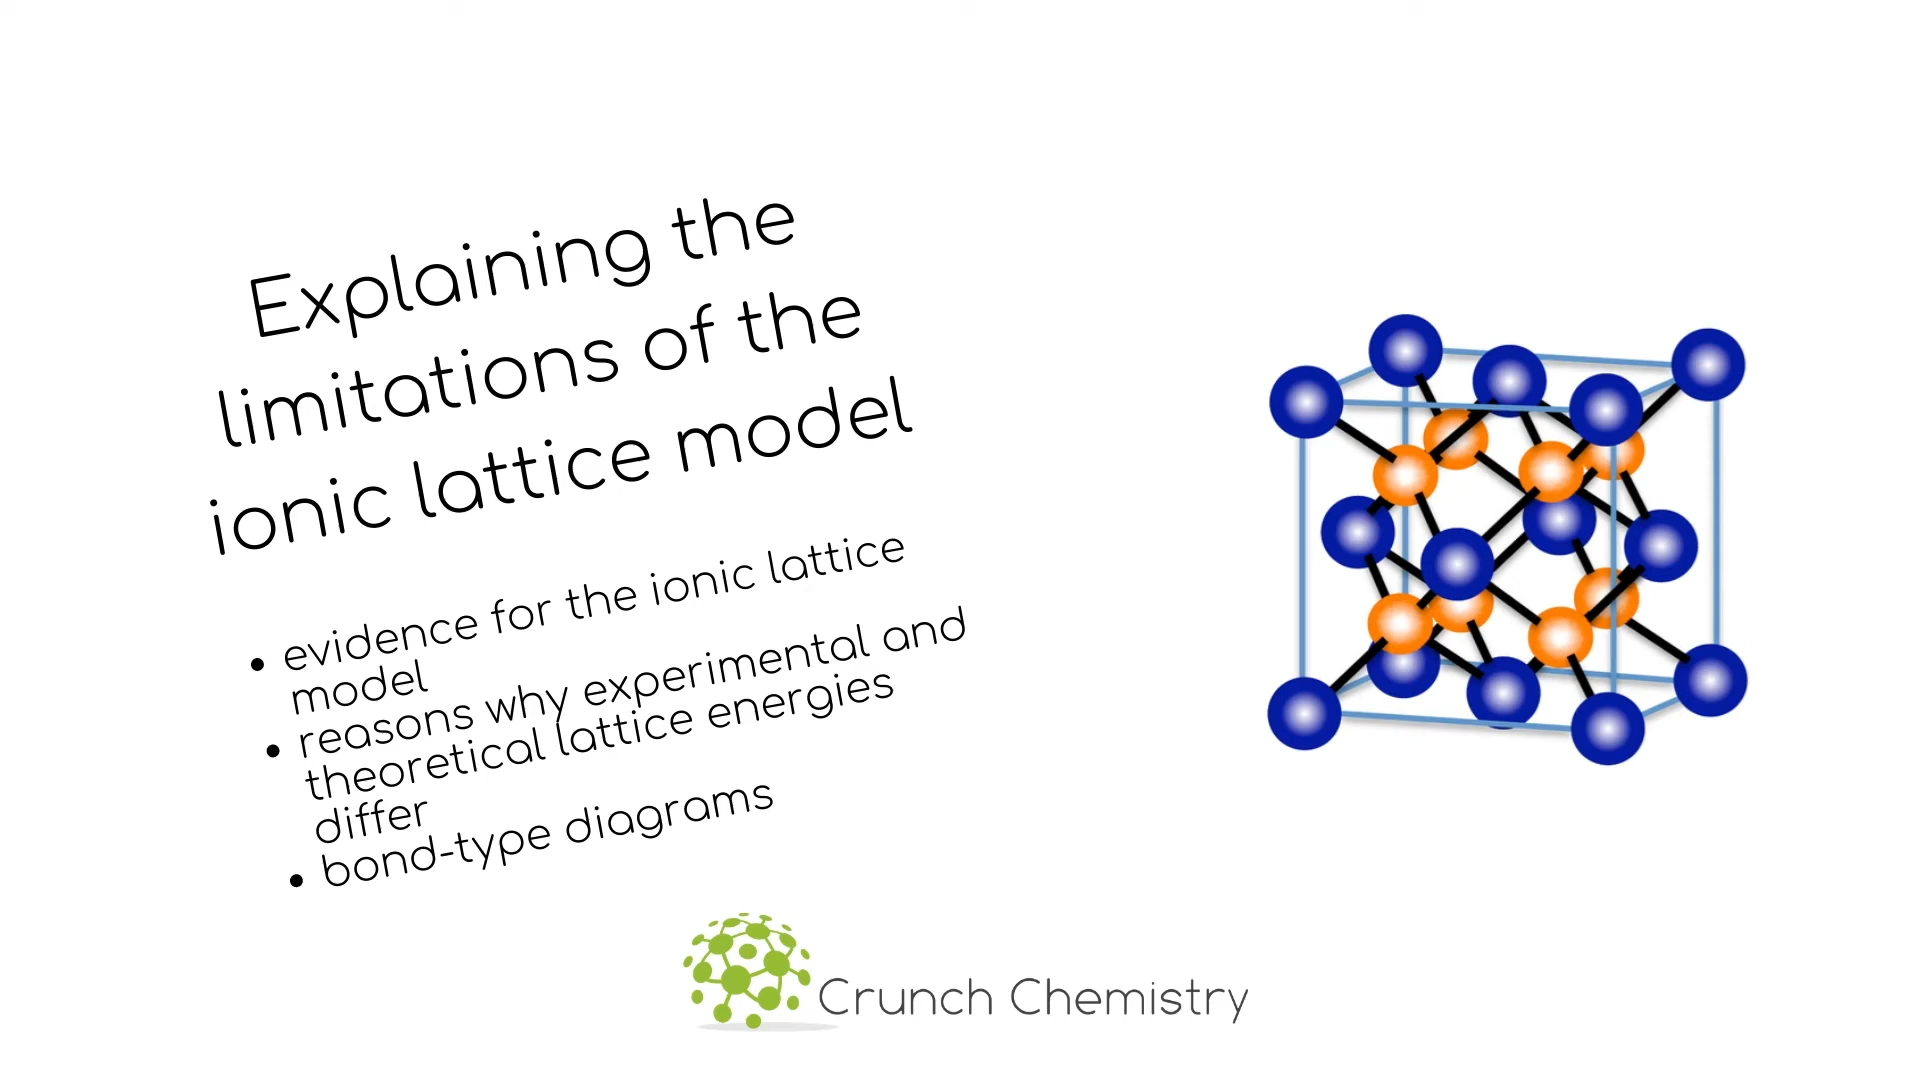 Explaining the
limitations of the
ionic lattice model
• evidence for the ionic lattice
model
• reasons why experimental and
theoretical lattice energies
differ
• bond-type diagrams
Crunch Chemistry